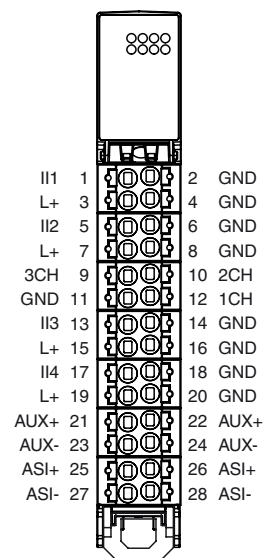 II1 1 2 GND
L+ 3 4 GND
II2 5 6 GND
L+ 7 8 GND
3CH 9 10 2CH
GND 11 12 1CH
II3 13 14 GND
L+ 15 16 GND
II4 17 18 GND
L+ 19 20 GND
AUX+ 21 22 AUX+
AUX- 23 24 AUX-
ASI+ 25 26 ASI+
ASI- 27 28 ASI-